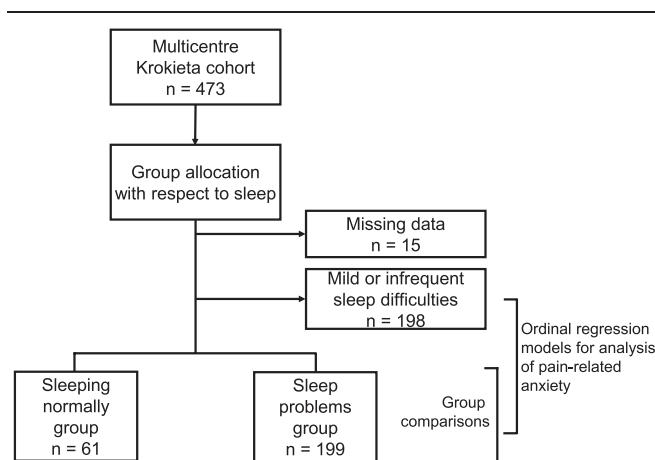 Multicentre
Krokieta cohort
n = 473
Group allocation
with respect to sleep
Missing data
n = 15
Mild or infrequent
sleep difficulties
n = 198
Ordinal regression
models for analysis
of pain-related
anxiety
Sleeping
normally
group
n = 61
Sleep
problems
group
n = 199
Group
comparisons